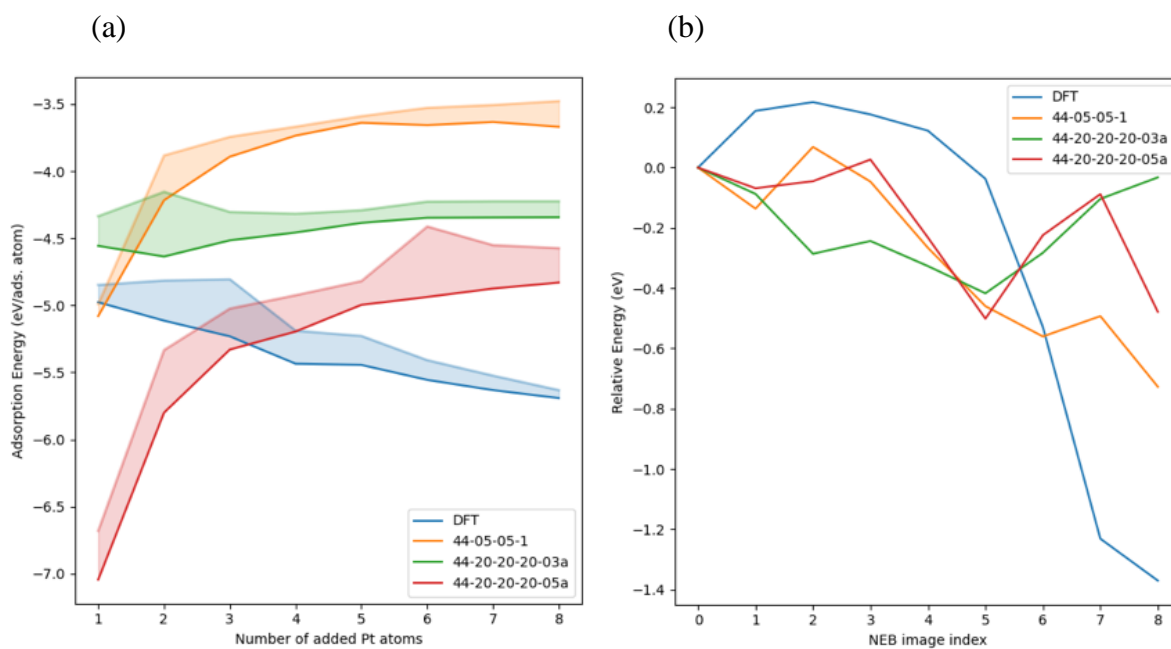 (a)
(b)
Adsorption Energy (eV/ads. atom)
−3.5
−4.0
−4.5
−5.0
−5.5
−6.0
−6.5
−7.0
1 2 3 4 5 6 7 8
Number of added Pt atoms
DFT
44-05-05-1
44-20-20-20-03a
44-20-20-20-05a
Relative Energy (eV)
0.2
0.0
−0.2
−0.4
−0.6
−0.8
−1.0
−1.2
−1.4
0 1 2 3 4 5 6 7 8
NEB image index
DFT
44-05-05-1
44-20-20-20-03a
44-20-20-20-05a